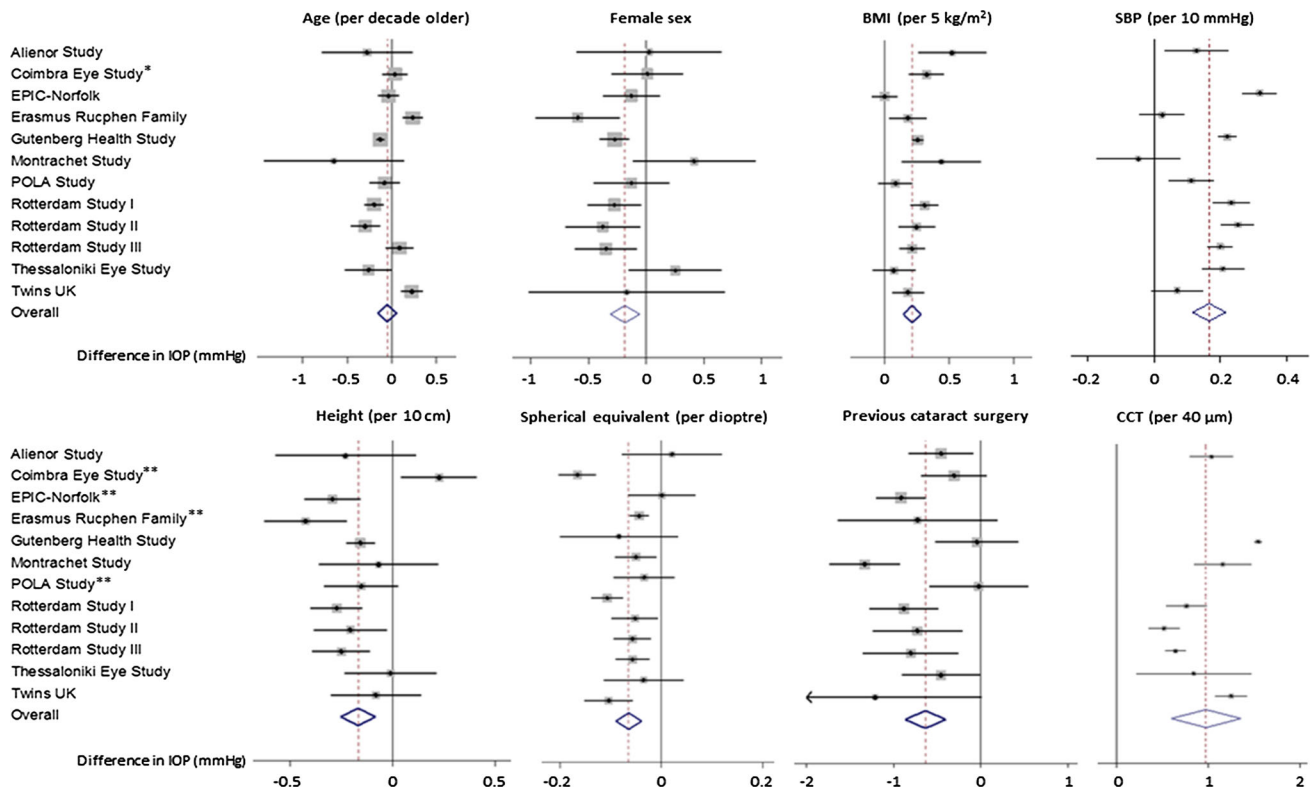 Age (per decade older) Female sex BMI (per 5 kg/m²) SBP (per 10 mmHg)
Alienor Study
Coimbra Eye Study*
EPIC-Norfolk
Erasmus Rucphen Family
Gutenberg Health Study
Montrachet Study
POLA Study
Rotterdam Study I
Rotterdam Study II
Rotterdam Study III
Thessaloniki Eye Study
Twins UK
Overall
Difference in IOP (mmHg)
-1 -0.5 0 0.5 -1 -0.5 0 0.5 1 0 0.5 1 -0.2 0 0.2 0.4
Height (per 10 cm) Spherical equivalent (per dioptre) Previous cataract surgery CCT (per 40 µm)
Alienor Study
Coimbra Eye Study**
EPIC-Norfolk**
Erasmus Rucphen Family**
Gutenberg Health Study
Montrachet Study
POLA Study**
Rotterdam Study I
Rotterdam Study II
Rotterdam Study III
Thessaloniki Eye Study
Twins UK
Overall
Difference in IOP (mmHg)
-0.5 0 0.5 -0.2 0 0.2 -2 -1 0 1 0 1 2